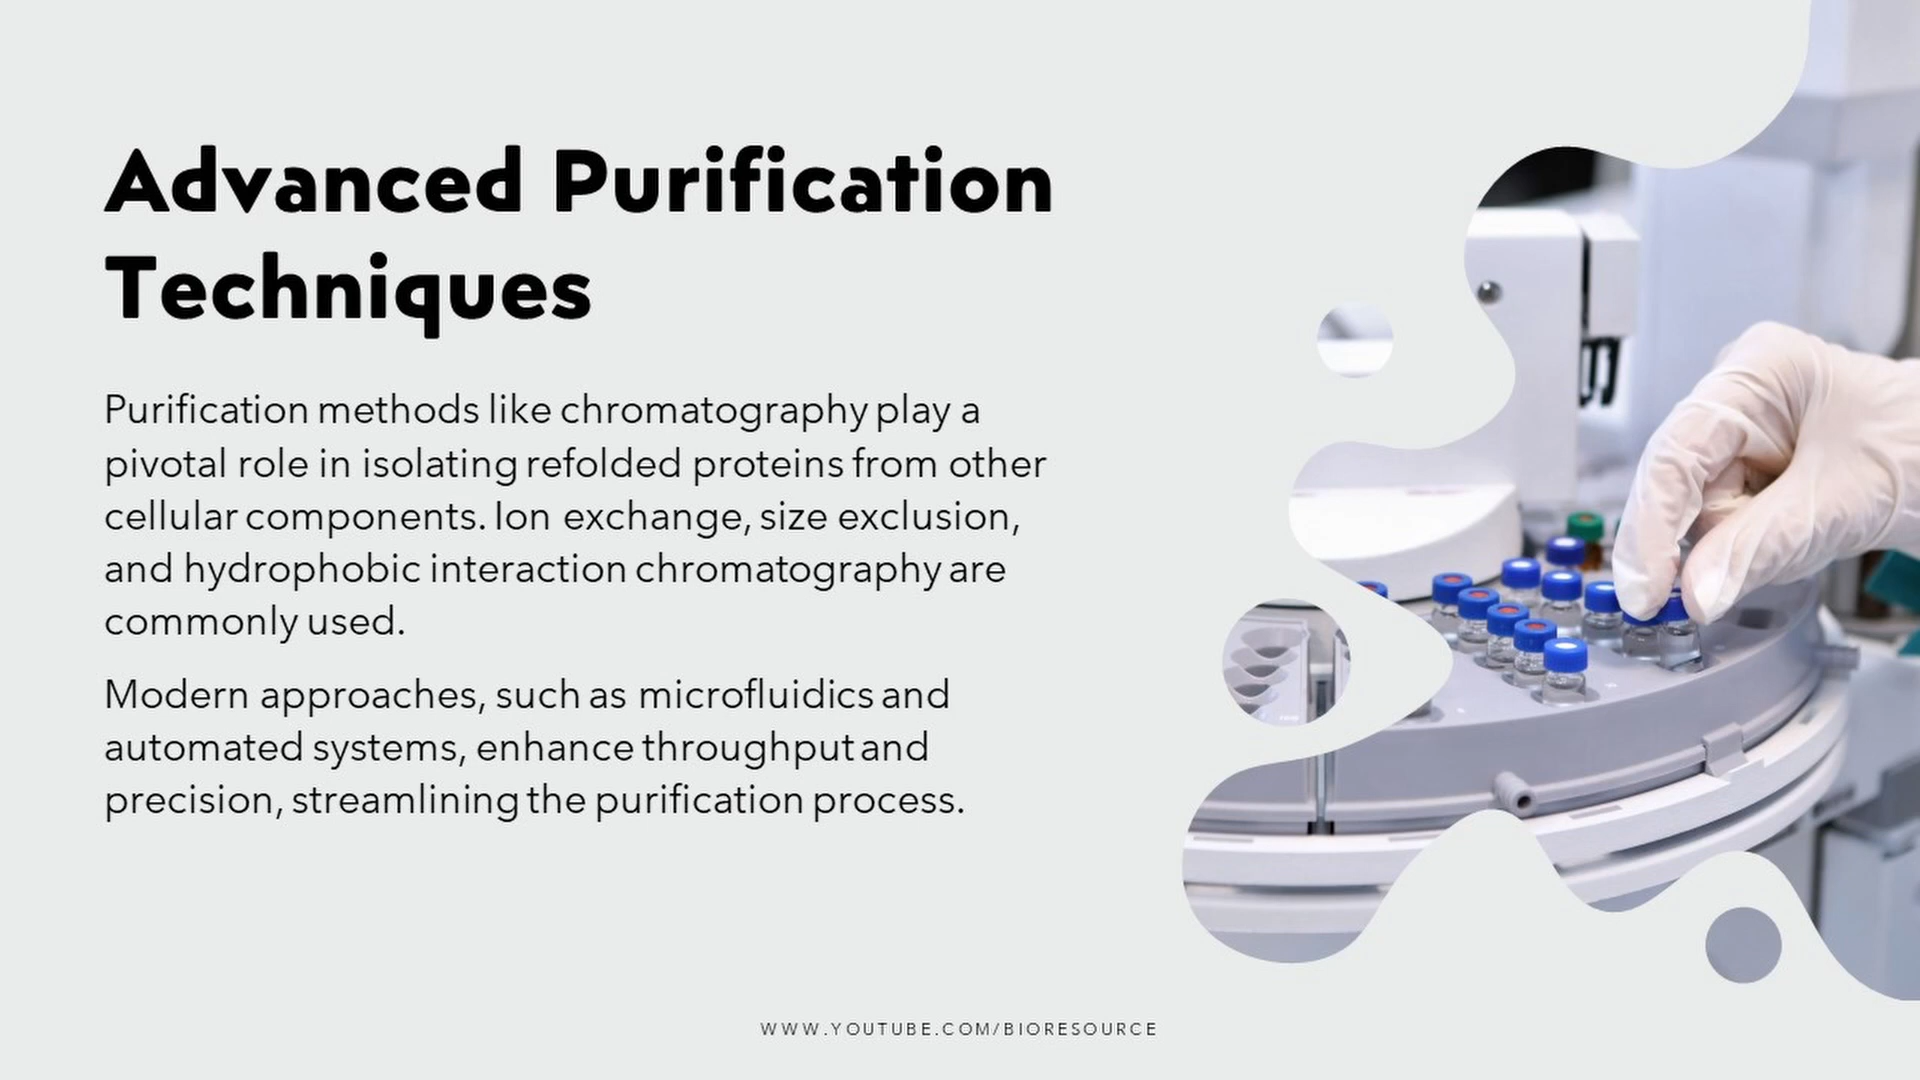 Advanced Purification
Techniques
Purification methods like chromatography play a
pivotal role in isolating refolded proteins from other
cellular components. Ion exchange, size exclusion,
and hydrophobic interaction chromatography are
commonly used.
Modern approaches, such as microfluidics and
automated systems, enhance throughput and
precision, streamlining the purification process.
WWW.YOUTUBE.COM/BIORESOURCE